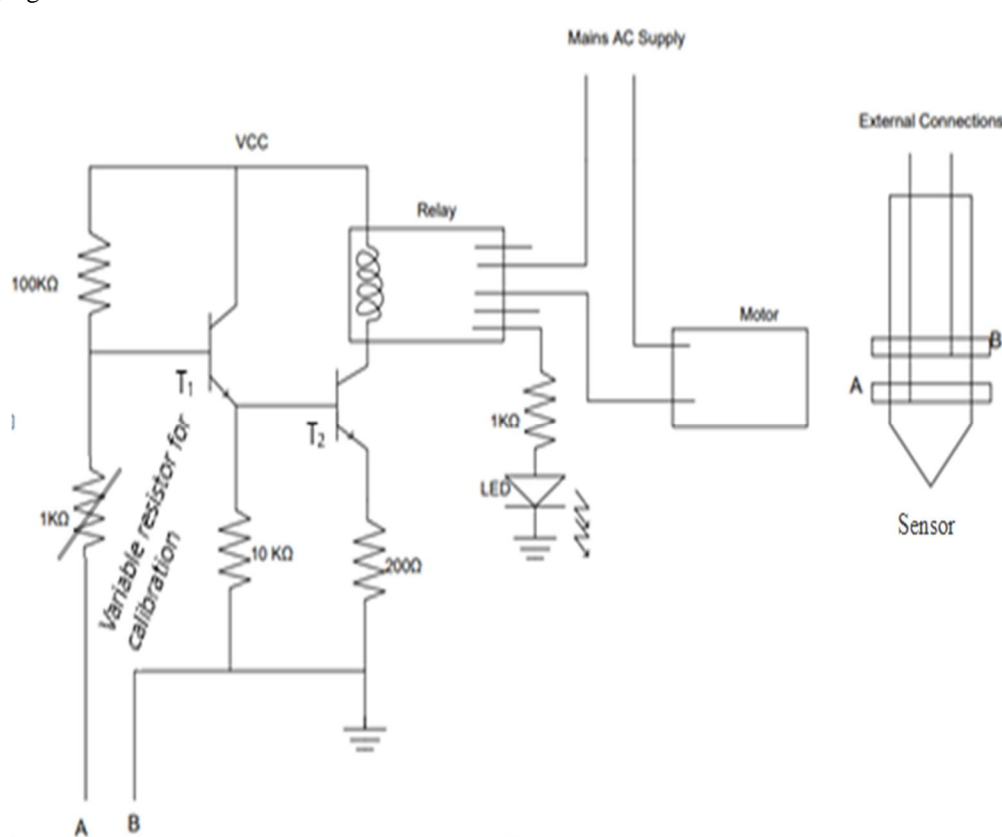 Mains AC Supply
External Connections
VCC
Relay
100KΩ
Motor
B
A
T1
1KΩ
T2
LED
Sensor
1KΩ
Variable resistor for
calibration
10 KΩ
200Ω
A B